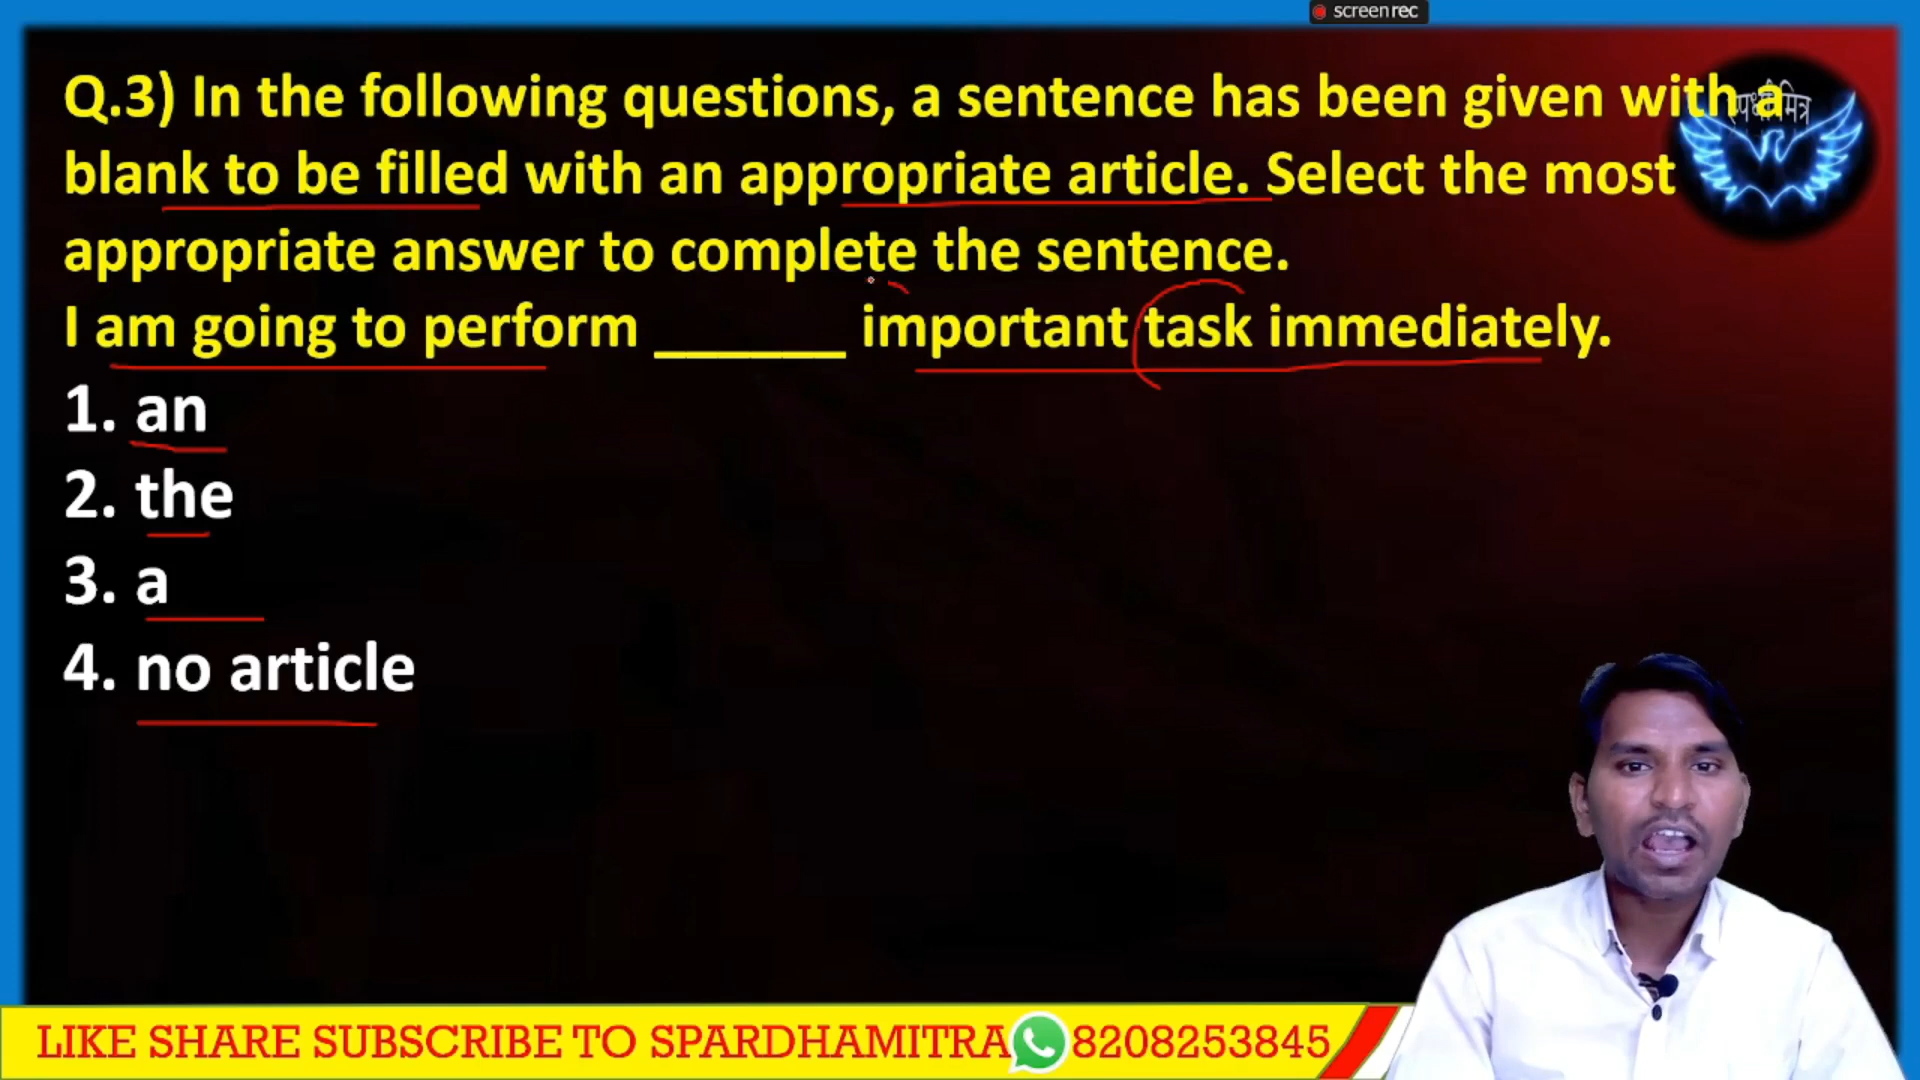 screenrec
Q.3) In the following questions, a sentence has been given with a
स्पर्धामित्र
blank to be filled with an appropriate article. Select the most
appropriate answer to complete the sentence.
I am going to perform ______ important task immediately.
1. an
2. the
3. a
4. no article
LIKE SHARE SUBSCRIBE TO SPARDHAMITRA 8208253845